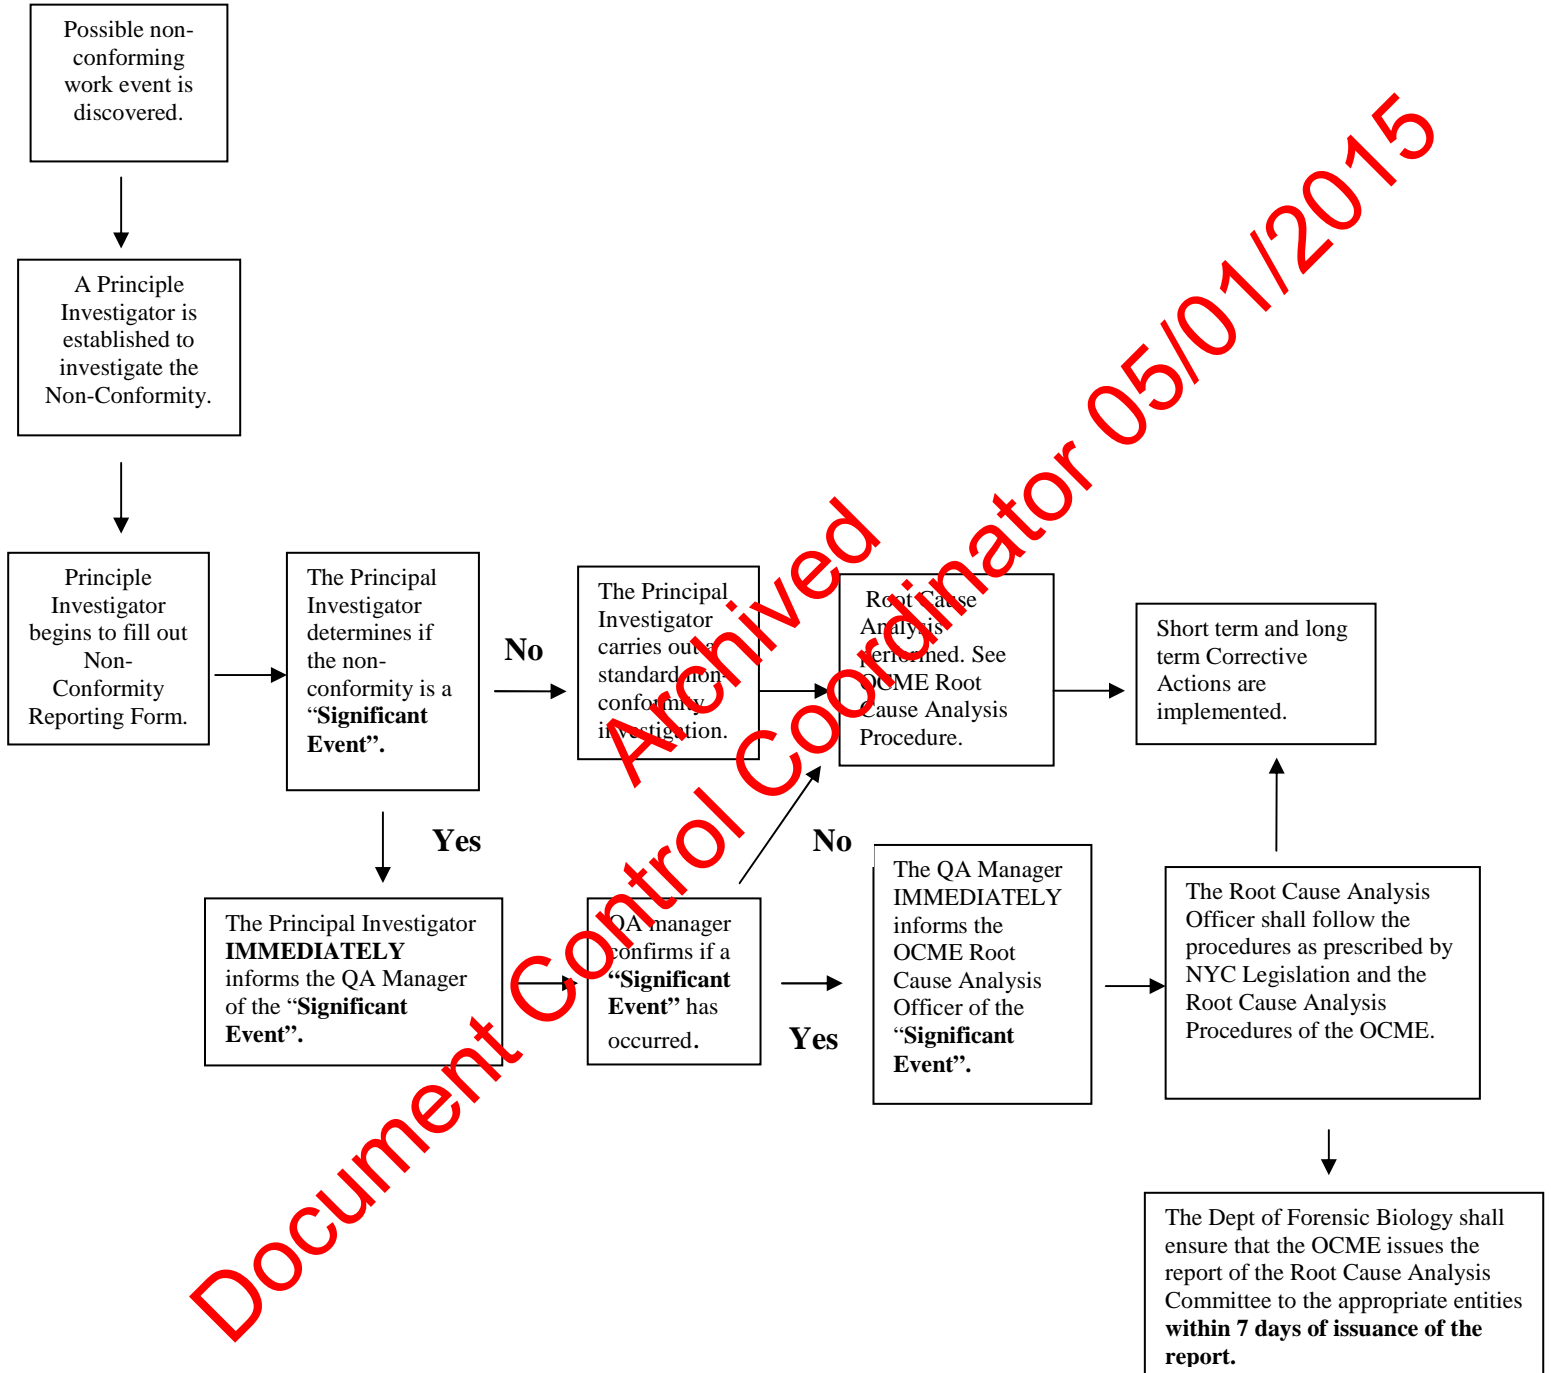 Possible non-
conforming
work event is
discovered.
A Principle
Investigator is
established to
investigate the
Non-Conformity.
Principle
Investigator
begins to fill out
Non-
Conformity
Reporting Form.
The Principal
Investigator
determines if
the non-
conformity is a
“Significant
Event”.
No
The Principal
Investigator
carries out a
standard non-
conformity
investigation.
Root Cause
Analysis
performed. See
OCME Root
Cause Analysis
Procedure.
Short term and long
term Corrective
Actions are
implemented.
Yes
No
The Principal Investigator
IMMEDIATELY
informs the QA Manager
of the “Significant
Event”.
QA manager
confirms if a
“Significant
Event” has
occurred.
Yes
The QA Manager
IMMEDIATELY
informs the
OCME Root
Cause Analysis
Officer of the
“Significant
Event”.
The Root Cause Analysis
Officer shall follow the
procedures as prescribed by
NYC Legislation and the
Root Cause Analysis
Procedures of the OCME.
The Dept of Forensic Biology shall
ensure that the OCME issues the
report of the Root Cause Analysis
Committee to the appropriate entities
within 7 days of issuance of the
report.
Archived
Document Control Coordinator 05/01/2015